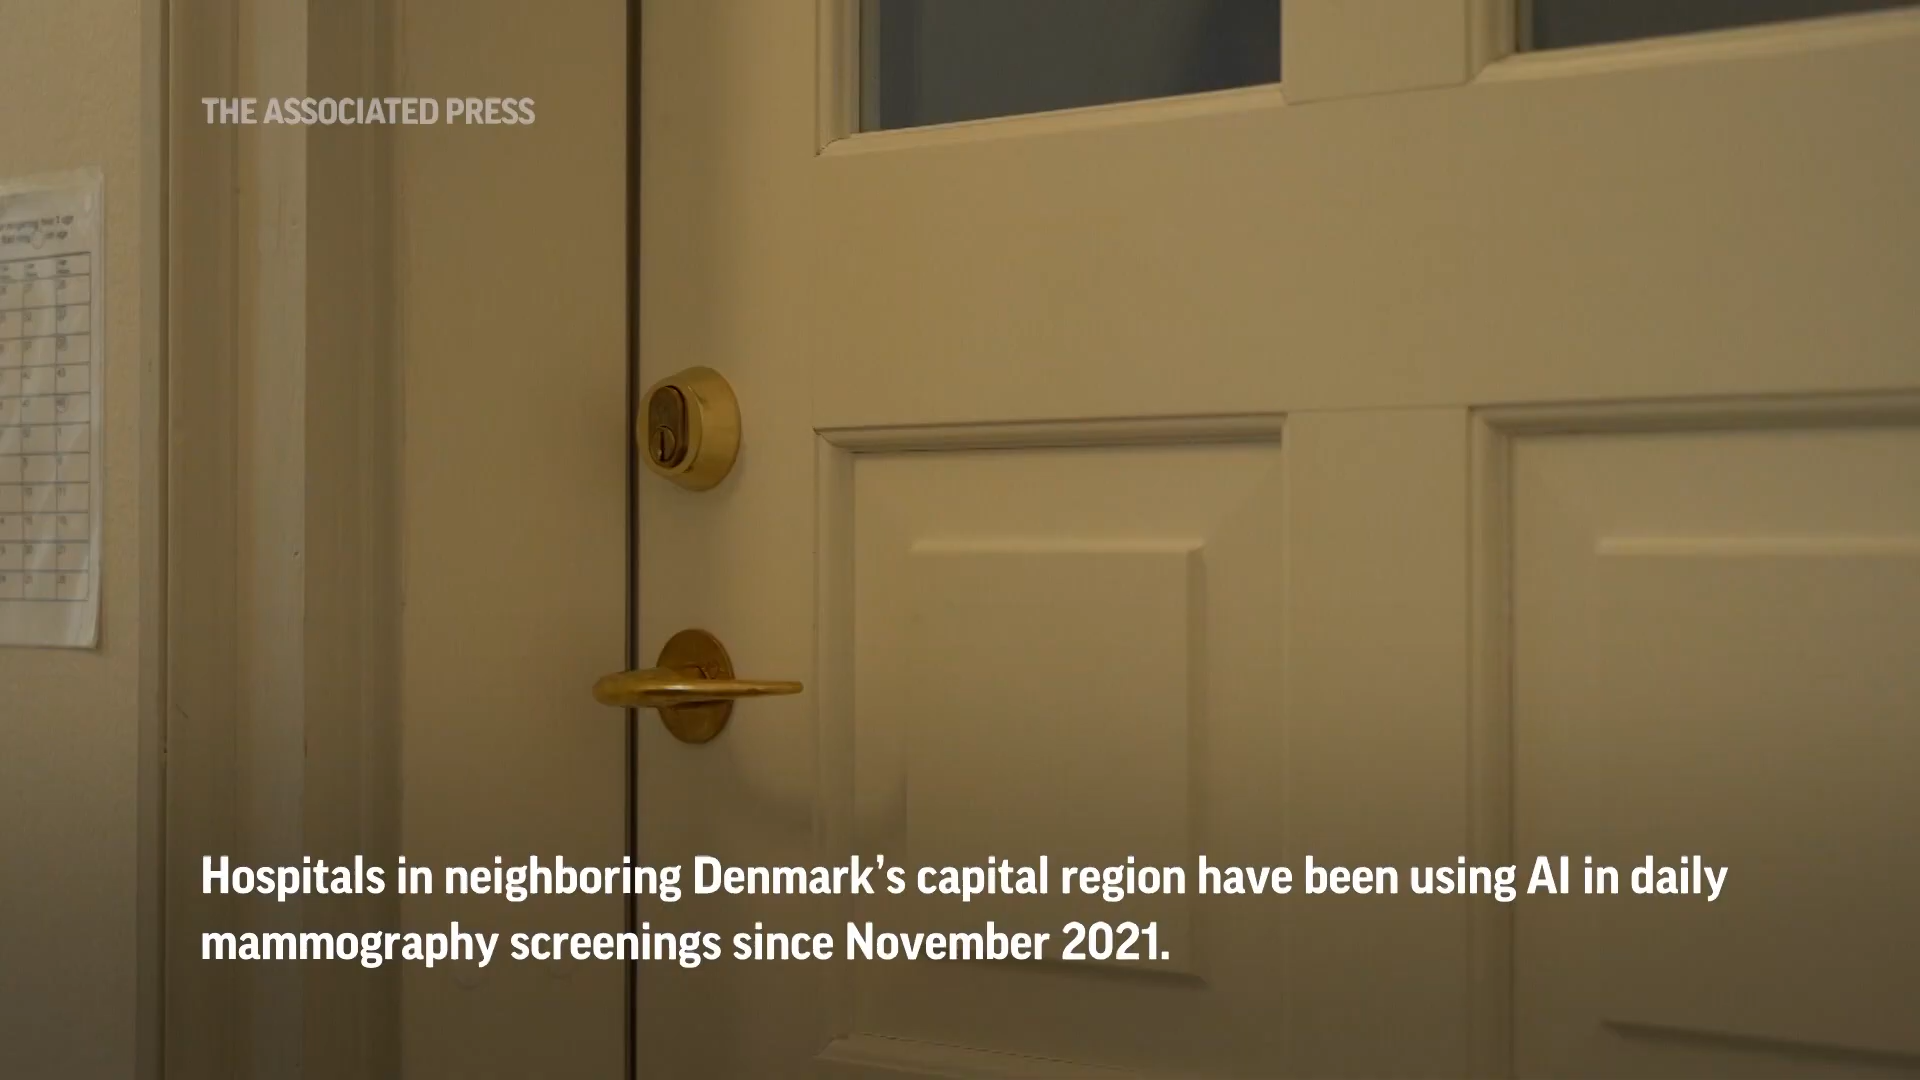 THE ASSOCIATED PRESS
Hospitals in neighboring Denmark’s capital region have been using AI in daily
mammography screenings since November 2021.